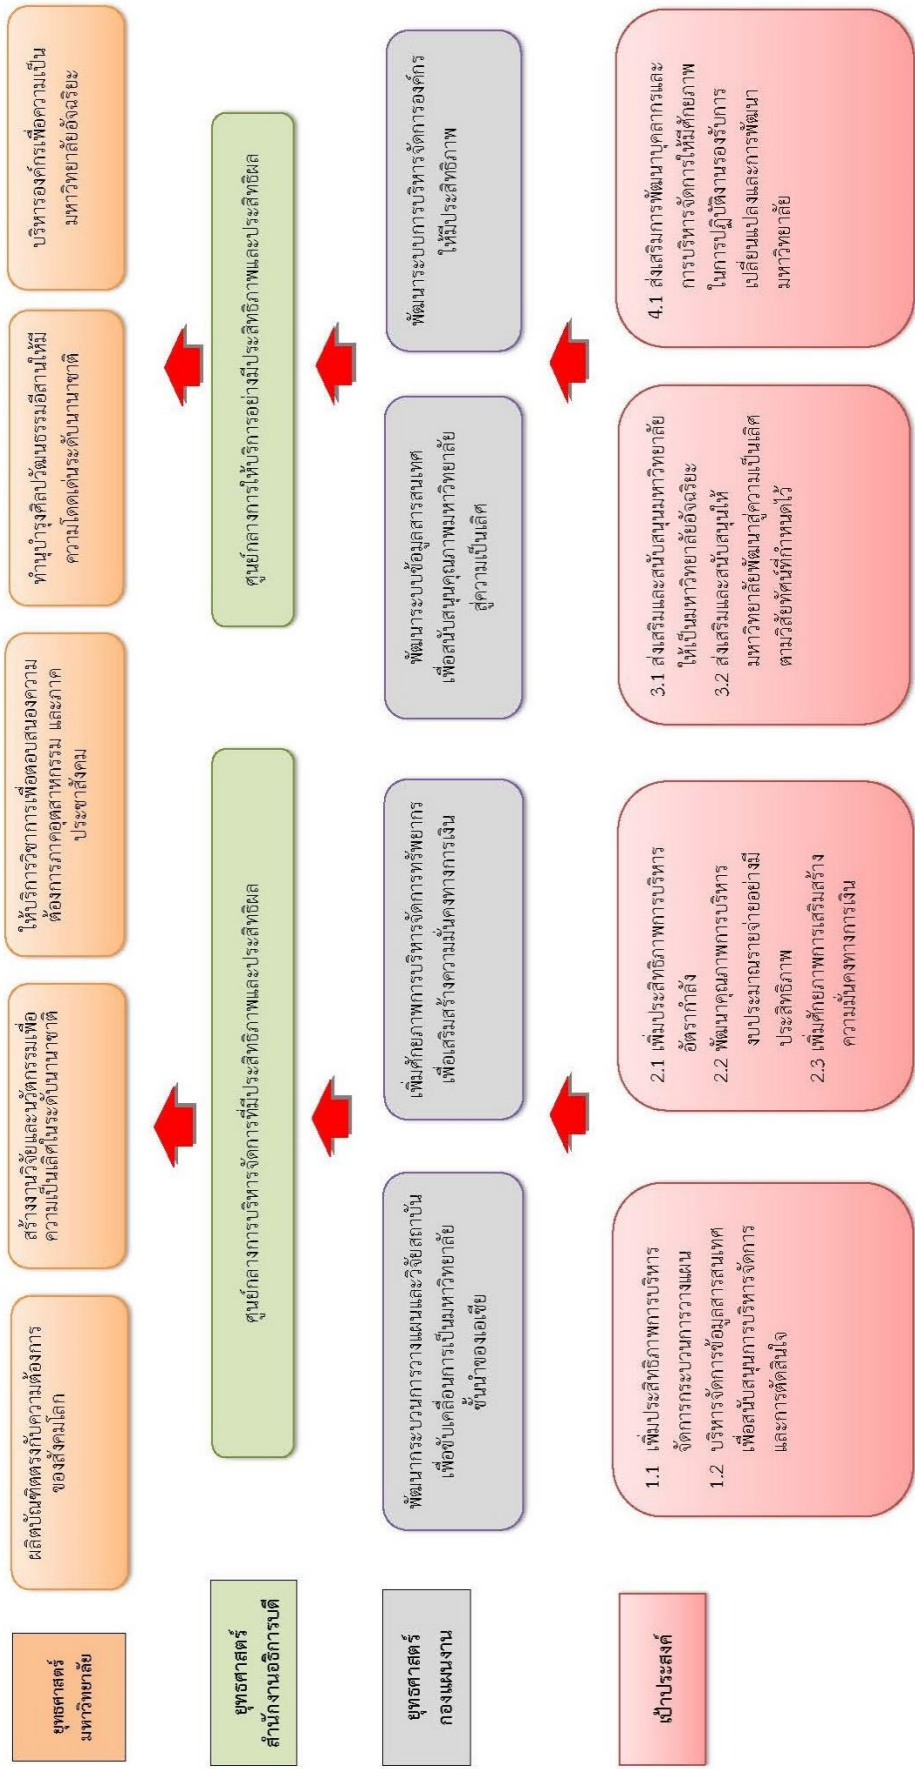 ยุทธศาสตร์
มหาวิทยาลัย
ผลิตบัณฑิตตรงกับความต้องการ
ของสังคมโลก
สร้างงานวิจัยและนวัตกรรมเพื่อ
ความเป็นเลิศในระดับนานาชาติ
ให้บริการวิชาการเพื่อตอบสนองความ
ต้องการภาคอุตสาหกรรม และภาค
ประชาสังคม
ทำนุบำรุงศิลปวัฒนธรรมอีสานให้มี
ความโดดเด่นระดับนานาชาติ
บริหารองค์กรเพื่อความเป็น
มหาวิทยาลัยอัจฉริยะ
ยุทธศาสตร์
สำนักงานอธิการบดี
ศูนย์กลางการบริหารจัดการที่มีประสิทธิภาพและประสิทธิผล
ศูนย์กลางการให้บริการอย่างมีประสิทธิภาพและประสิทธิผล
ยุทธศาสตร์
กองแผนงาน
พัฒนากระบวนการวางแผนและวิจัยสถาบัน
เพื่อขับเคลื่อนการเป็นมหาวิทยาลัย
ชั้นนำของเอเชีย
เพิ่มศักยภาพการบริหารจัดการทรัพยากร
เพื่อเสริมสร้างความมั่นคงทางการเงิน
พัฒนาระบบข้อมูลสารสนเทศ
เพื่อสนับสนุนคุณภาพมหาวิทยาลัย
สู่ความเป็นเลิศ
พัฒนาระบบการบริหารจัดการองค์กร
ให้มีประสิทธิภาพ
เป้าประสงค์
1.1 เพิ่มประสิทธิภาพการบริหาร
จัดการกระบวนการวางแผน
1.2 บริหารจัดการข้อมูลสารสนเทศ
เพื่อสนับสนุนการบริหารจัดการ
และการตัดสินใจ
2.1 เพิ่มประสิทธิภาพการบริหาร
อัตรากำลัง
2.2 พัฒนาคุณภาพการบริหาร
งบประมาณรายจ่ายอย่างมี
ประสิทธิภาพ
2.3 เพิ่มศักยภาพการเสริมสร้าง
ความมั่นคงทางการเงิน
3.1 ส่งเสริมและสนับสนุนมหาวิทยาลัย
ให้เป็นมหาวิทยาลัยอัจฉริยะ
3.2 ส่งเสริมและสนับสนุนให้
มหาวิทยาลัยพัฒนาสู่ความเป็นเลิศ
ตามวิสัยทัศน์ที่กำหนดไว้
4.1 ส่งเสริมการพัฒนาบุคลากรและ
การบริหารจัดการให้มีศักยภาพ
ในการปฏิบัติงานรองรับการ
เปลี่ยนแปลงและการพัฒนา
มหาวิทยาลัย